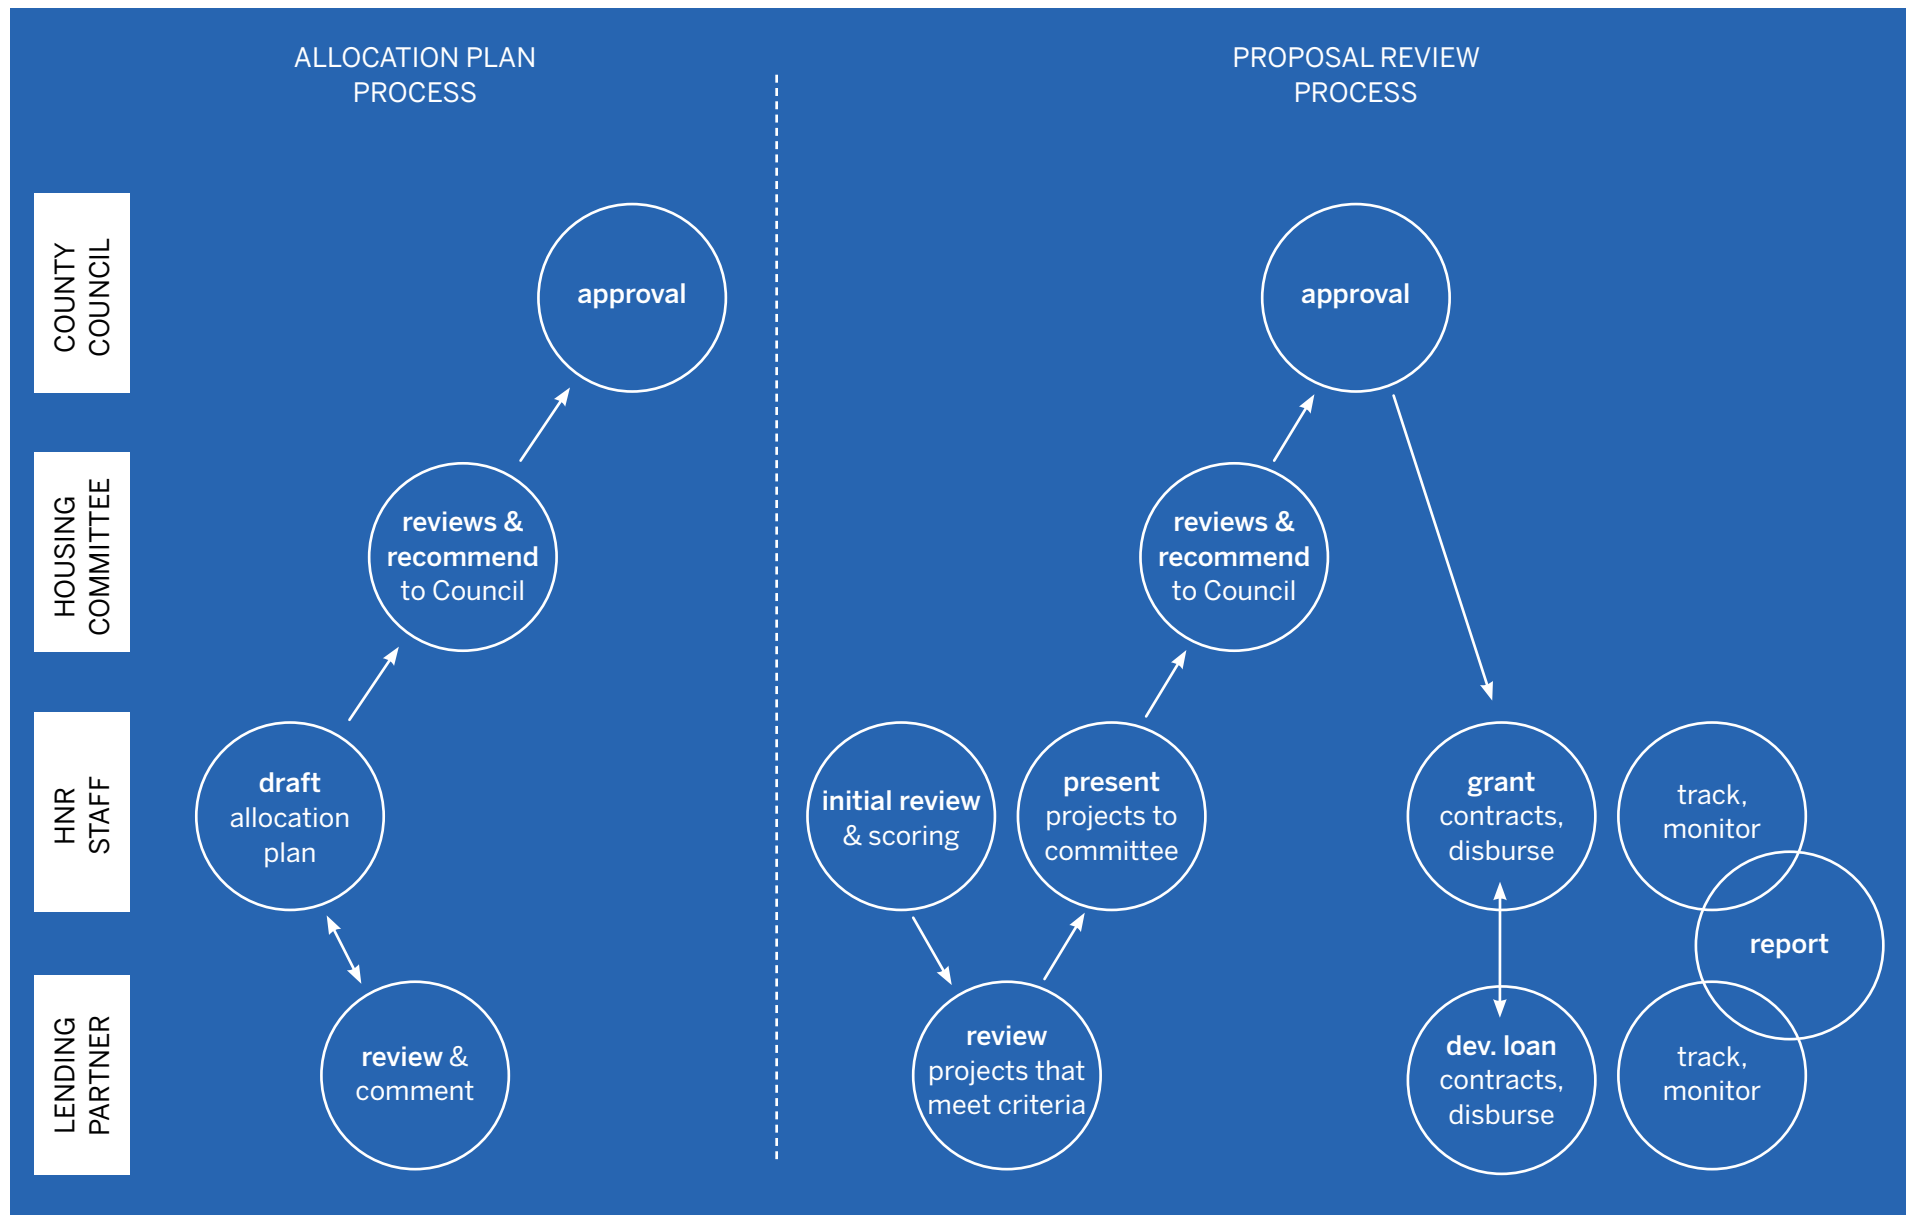 ALLOCATION PLAN
PROCESS
PROPOSAL REVIEW
PROCESS
COUNTY
COUNCIL
approval
approval
HOUSING
COMMITTEE
reviews &
recommend
to Council
reviews &
recommend
to Council
HNR
STAFF
draft
allocation
plan
initial review
& scoring
present
projects to
committee
grant
contracts,
disburse
track,
monitor
report
LENDING
PARTNER
review &
comment
review
projects that
meet criteria
dev. loan
contracts,
disburse
track,
monitor